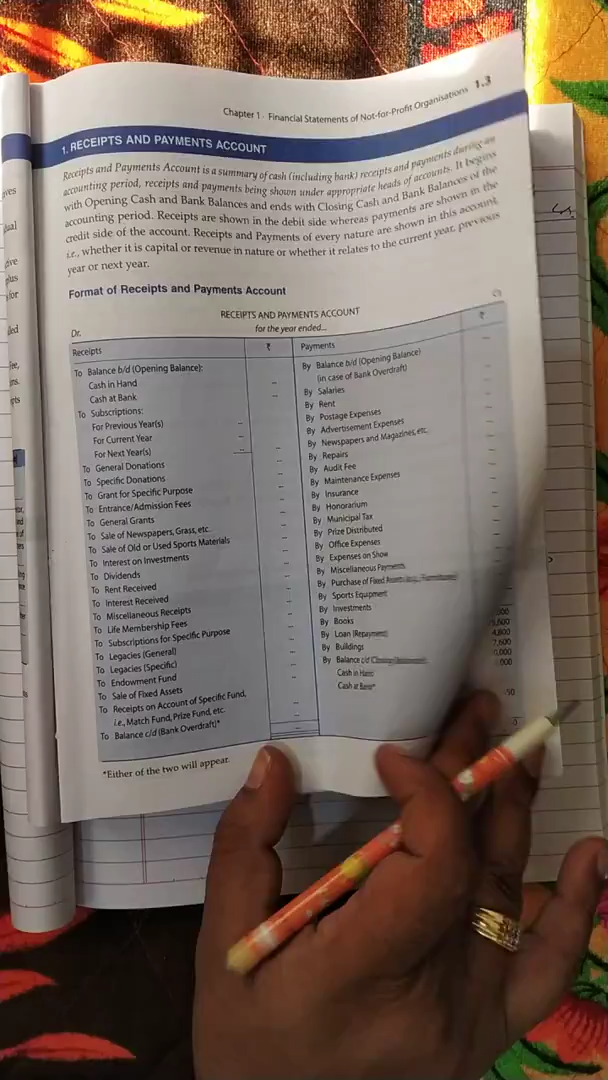 Chapter 1 · Financial Statements of Not-for-Profit Organisations 1.3
1. RECEIPTS AND PAYMENTS ACCOUNT
Receipts and Payments Account is a summary of cash (including bank) receipts and payments during an
accounting period, receipts and payments being shown under appropriate heads of accounts. It begins
with Opening Cash and Bank Balances and ends with Closing Cash and Bank Balances of the
accounting period. Receipts are shown in the debit side whereas payments are shown in the
credit side of the account. Receipts and Payments of every nature are shown in this account
i.e., whether it is capital or revenue in nature or whether it relates to the current year, previous
year or next year.
Format of Receipts and Payments Account
RECEIPTS AND PAYMENTS ACCOUNT
Dr. for the year ended...
Receipts ₹ Payments ₹
To Balance b/d (Opening Balance):
Cash in Hand
Cash at Bank
To Subscriptions:
For Previous Year(s)
For Current Year
For Next Year(s)
To General Donations
To Specific Donations
To Grant for Specific Purpose
To Entrance/Admission Fees
To General Grants
To Sale of Newspapers, Grass, etc.
To Sale of Old or Used Sports Materials
To Interest on Investments
To Dividends
To Rent Received
To Interest Received
To Miscellaneous Receipts
To Life Membership Fees
To Subscriptions for Specific Purpose
To Legacies (General)
To Legacies (Specific)
To Endowment Fund
To Sale of Fixed Assets
To Receipts on Account of Specific Fund,
i.e., Match Fund, Prize Fund, etc.
To Balance c/d (Bank Overdraft)*
By Balance b/d (Opening Balance)
(in case of Bank Overdraft)
By Salaries
By Rent
By Postage Expenses
By Advertisement Expenses
By Newspapers and Magazines, etc.
By Repairs
By Audit Fee
By Maintenance Expenses
By Insurance
By Honorarium
By Municipal Tax
By Prize Distributed
By Office Expenses
By Expenses on Show
By Miscellaneous Payments
By Purchase of Fixed
By Sports Equipment
By Investments
By Books
By Loan (Repayment)
By Buildings
By Balance c/d
Cash in Hand
Cash at Bank*
*Either of the two will appear.
4,800
7,600